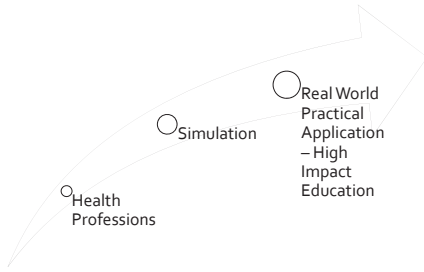 Health
Professions
Simulation
Real World
Practical
Application
– High
Impact
Education